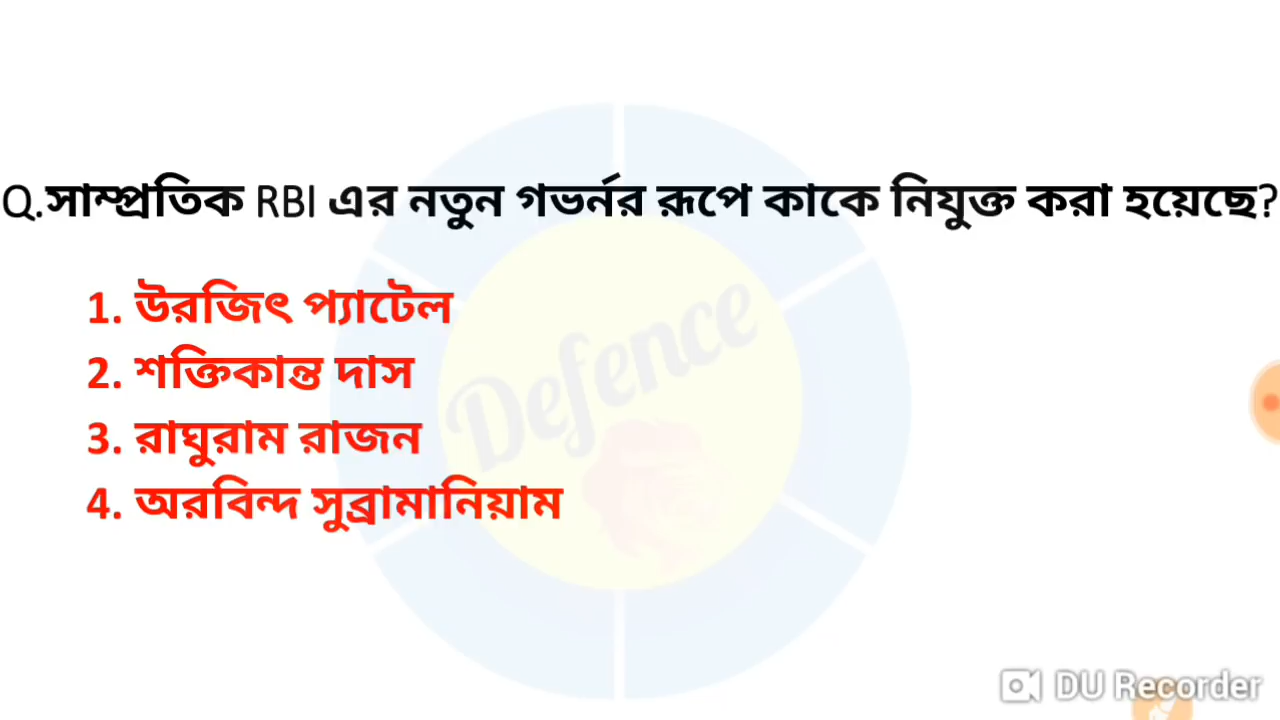 Q.সাম্প্রতিক RBI এর নতুন গভর্নর রূপে কাকে নিযুক্ত করা হয়েছে?
1. উরজিৎ প্যাটেল
2. শক্তিকান্ত দাস
3. রাঘুরাম রাজন
4. অরবিন্দ সুব্রামানিয়াম
Defence
DU Recorder